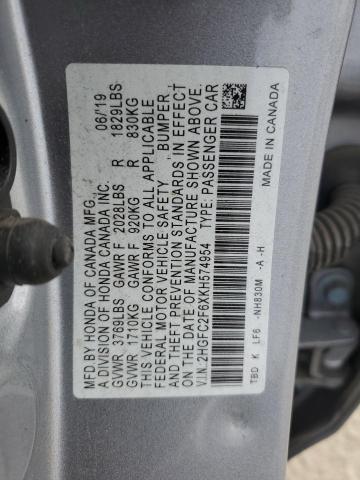 MFD. BY HONDA OF CANADA MFG. 08/19
A DIVISION OF HONDA CANADA INC.
GVWR 3769LBS GAWR F 2028LBS R 1829LBS
GVWR 1710KG GAWR F 920KG R 830KG
THIS VEHICLE CONFORMS TO ALL APPLICABLE
FEDERAL MOTOR VEHICLE SAFETY, BUMPER,
AND THEFT PREVENTION STANDARDS IN EFFECT
ON THE DATE OF MANUFACTURE SHOWN ABOVE.
V.I.N. 2HGFC2F6XKH574954 TYPE: PASSENGER CAR
TBD K LF6 -NH830M -A -H MADE IN CANADA